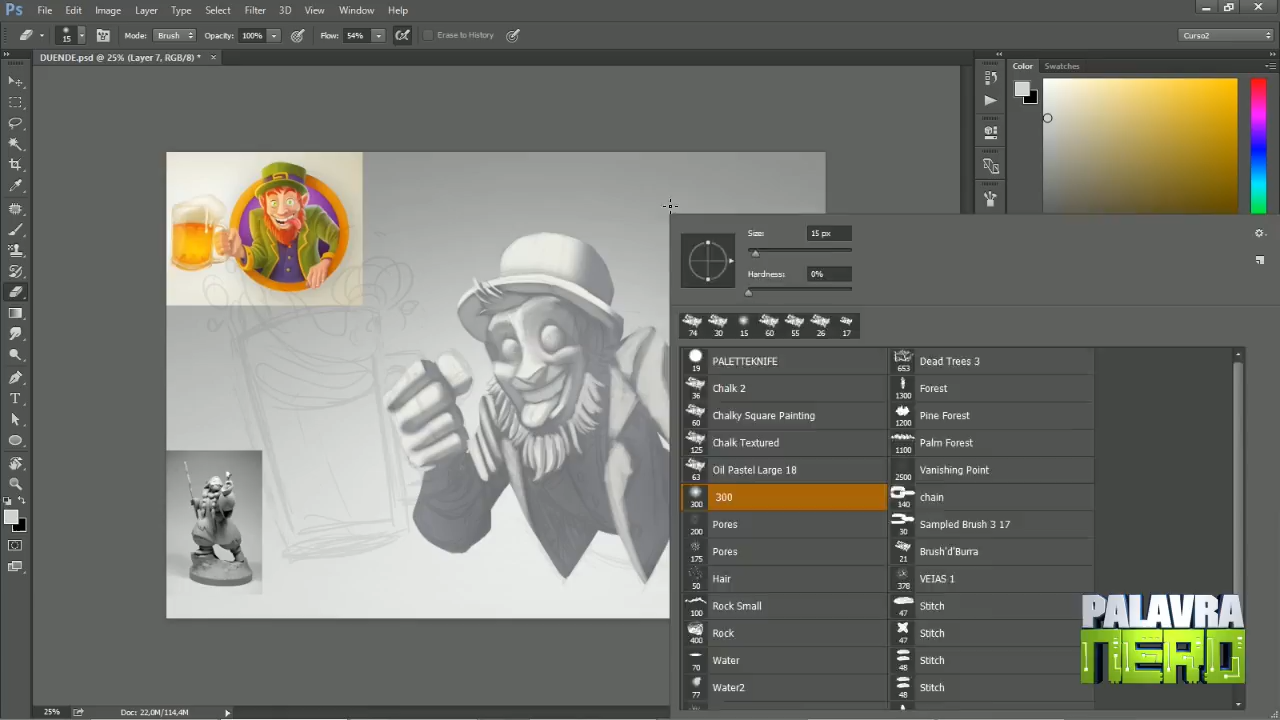 Ps File Edit Image Layer Type Select Filter 3D View Window Help
15 Mode: Brush Opacity: 100% Flow: 54% Erase to History Curso2
DUENDE.psd @ 25% (Layer 7, RGB/8) * ×
Color Swatches
Size: 15 px
Hardness: 0%
74 30 15 60 55 26 17
19 PALETTEKNIFE 653 Dead Trees 3
36 Chalk 2 1300 Forest
60 Chalky Square Painting 1200 Pine Forest
125 Chalk Textured 1100 Palm Forest
63 Oil Pastel Large 18 2500 Vanishing Point
300 300 140 chain
200 Pores 30 Sampled Brush 3 17
175 Pores 21 Brush'd'Burra
50 Hair 378 VEIAS 1
100 Rock Small 47 Stitch
400 Rock 47 Stitch
70 Water 48 Stitch
77 Water2 48 Stitch
PALAVRA
NERD
25% Doc: 22,0M/114,4M